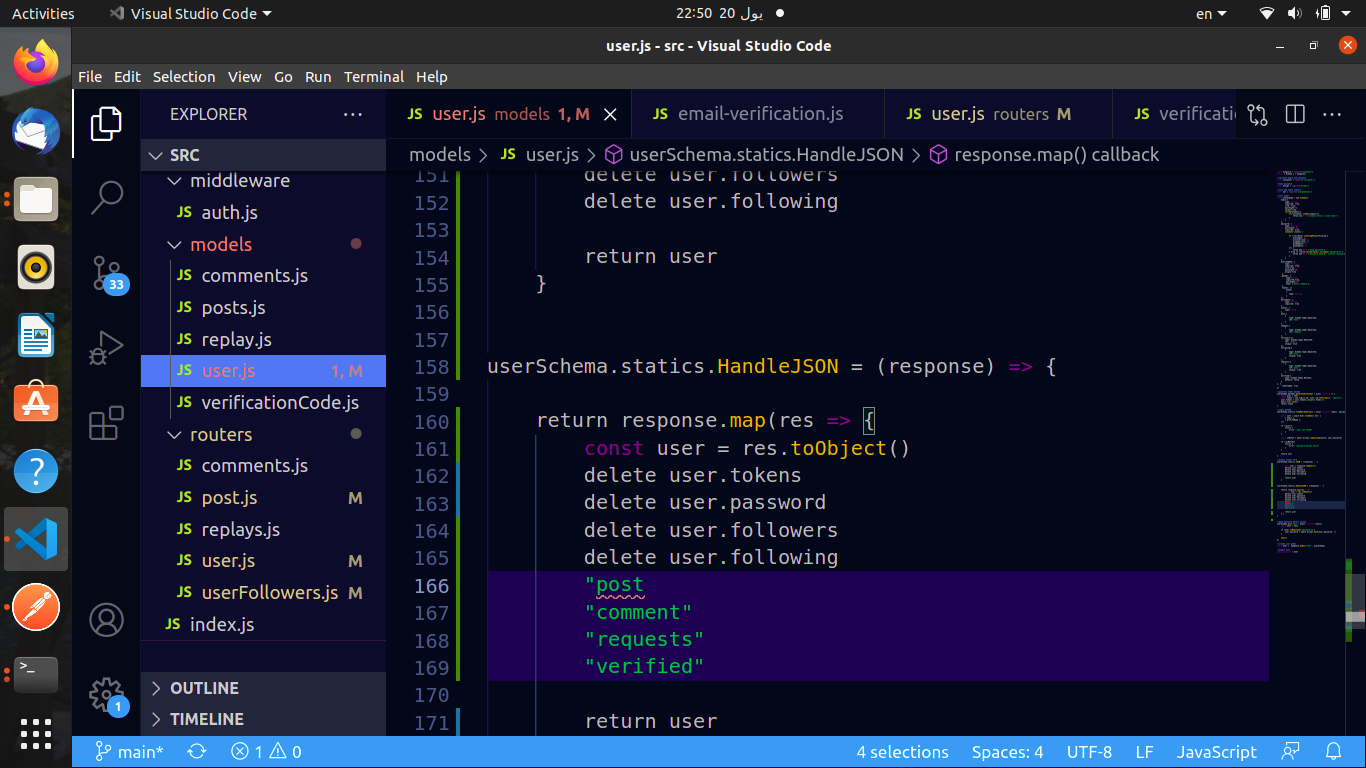 Activities
Visual Studio Code
22:50 20 يول
en
user.js - src - Visual Studio Code
File Edit Selection View Go Run Terminal Help
EXPLORER
SRC
middleware
JS auth.js
models
JS comments.js
JS posts.js
JS replay.js
JS user.js 1, M
JS verificationCode.js
routers
JS comments.js
JS post.js M
JS replays.js
JS user.js M
JS userFollowers.js M
JS index.js
OUTLINE
TIMELINE
33
1
JS user.js models 1, M
JS email-verification.js
JS user.js routers M
JS verificati
models > JS user.js > userSchema.statics.HandleJSON > response.map() callback
151 delete user.followers
152 delete user.following
153
154 return user
155 }
156
157
158 userSchema.statics.HandleJSON = (response) => {
159
160 return response.map(res => {
161 const user = res.toObject()
162 delete user.tokens
163 delete user.password
164 delete user.followers
165 delete user.following
166 "post
167 "comment"
168 "requests"
169 "verified"
170
171 return user
main* 1 0
4 selections Spaces: 4 UTF-8 LF JavaScript